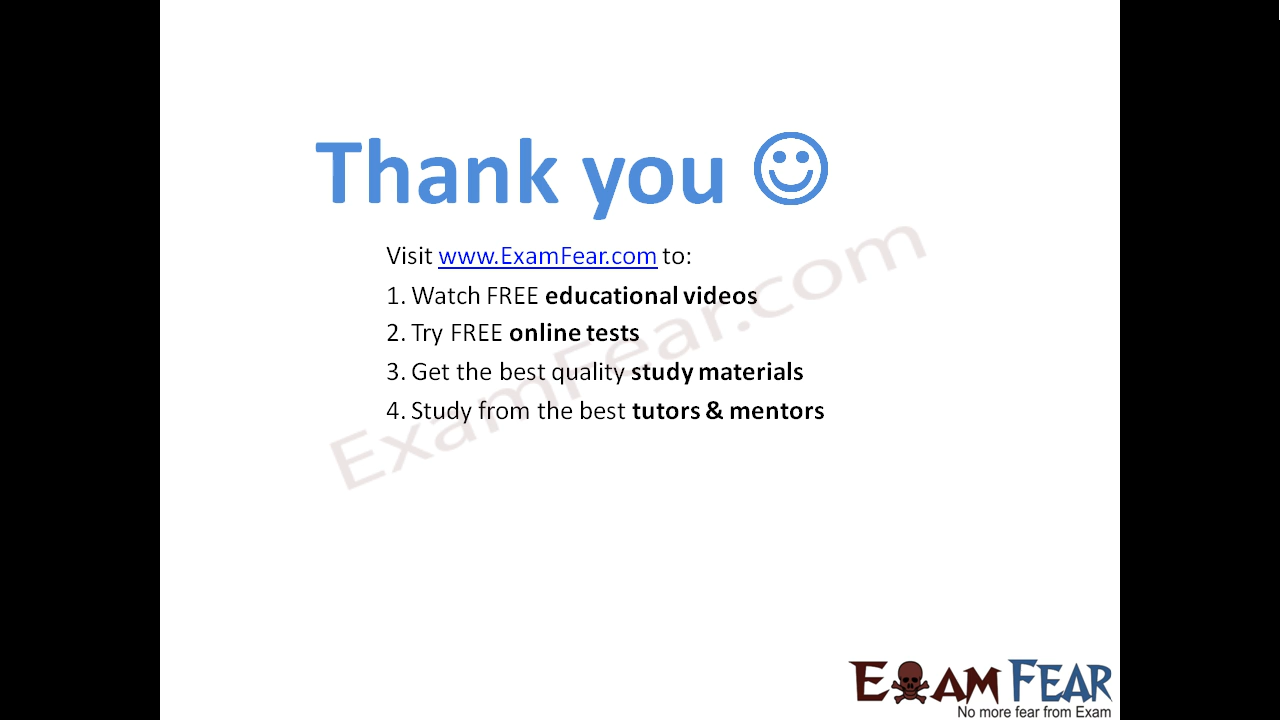 Thank you
Visit www.ExamFear.com to:
1. Watch FREE educational videos
2. Try FREE online tests
3. Get the best quality study materials
4. Study from the best tutors & mentors
ExamFear.com
EXAM FEAR
No more fear from Exam